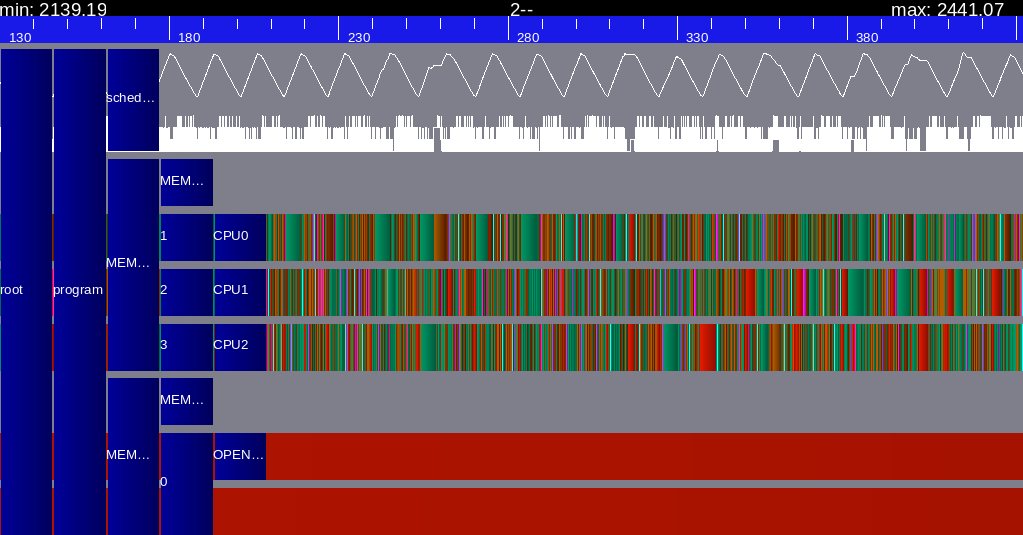 min: 2139.19 2-- max: 2441.07
130 180 230 280 330 380
sched...
MEM...
1 CPU0
MEM...
root program 2 CPU1
3 CPU2
MEM...
MEM... OPEN...
0